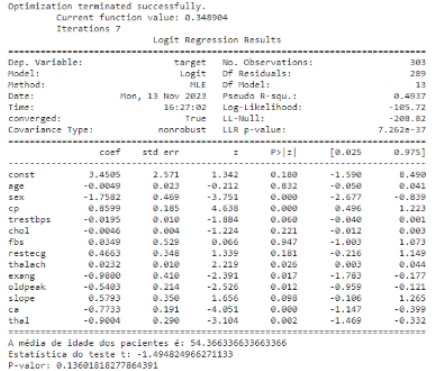 Optimization terminated successfully.
Current function value: 0.348904
Iterations 7
Logit Regression Results
Dep. Variable: target No. Observations: 303
Model: Logit Df Residuals: 289
Method: MLE Df Model: 13
Date: Mon, 13 Nov 2023 Pseudo R-squ.: 0.4937
Time: 16:27:02 Log-Likelihood: -105.72
converged: True LL-Null: -208.82
Covariance Type: nonrobust LLR p-value: 7.262e-37
coef std err z P>|z| [0.025 0.975]
const 3.4505 2.571 1.342 0.180 -1.590 8.490
age -0.0049 0.023 -0.212 0.832 -0.050 0.041
sex -1.7582 0.469 -3.751 0.000 -2.677 -0.839
cp 0.8599 0.185 4.638 0.000 0.496 1.223
trestbps -0.0195 0.010 -1.884 0.060 -0.040 0.001
chol -0.0046 0.004 -1.224 0.221 -0.012 0.003
fbs 0.0349 0.529 0.066 0.947 -1.003 1.073
restecg 0.4663 0.348 1.339 0.181 -0.216 1.149
thalach 0.0232 0.010 2.219 0.026 0.003 0.044
exang -0.9800 0.410 -2.391 0.017 -1.783 -0.177
oldpeak -0.5403 0.214 -2.526 0.012 -0.959 -0.121
slope 0.5793 0.350 1.656 0.098 -0.106 1.265
ca -0.7733 0.191 -4.051 0.000 -1.147 -0.399
thal -0.9004 0.290 -3.104 0.002 -1.469 -0.332
A média de idade dos pacientes é: 54.366336633663366
Estatística do teste t: -1.494824966271133
P-valor: 0.13601818277864391